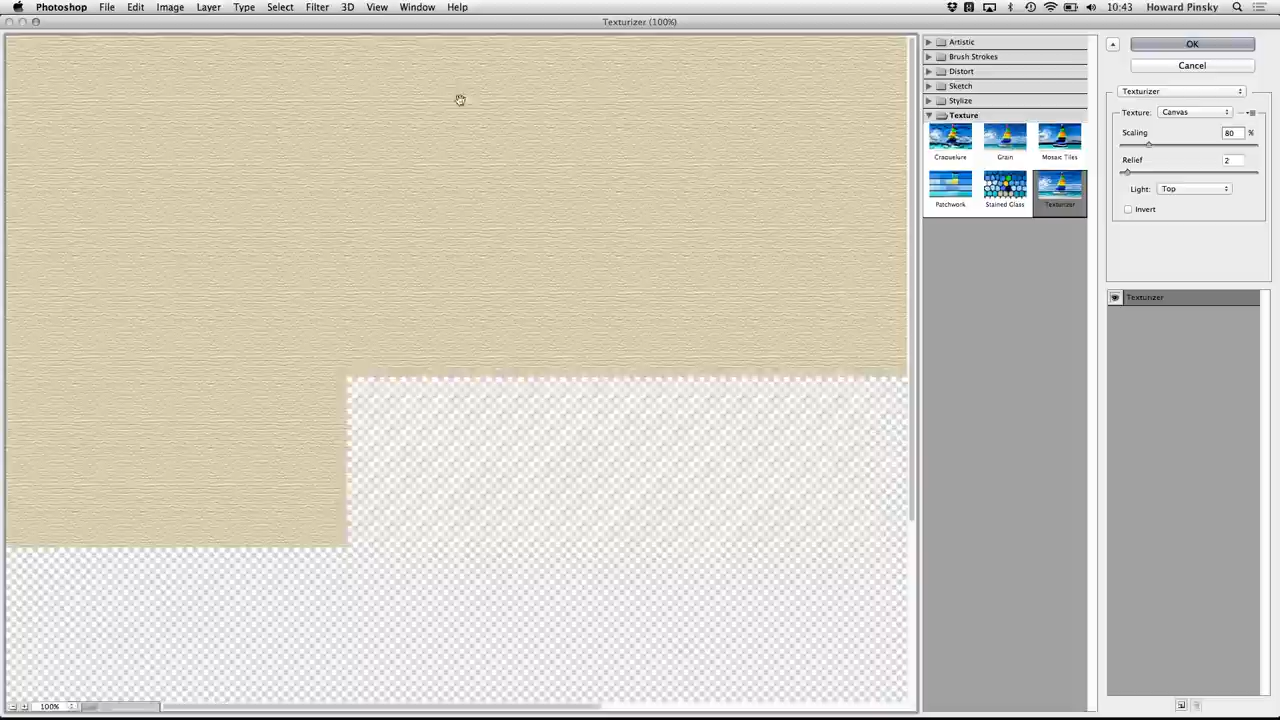 Photoshop File Edit Image Layer Type Select Filter 3D View Window Help 10:43 Howard Pinsky
Texturizer (100%)
Artistic
Brush Strokes
Distort
Sketch
Stylize
Texture
Craquelure Grain Mosaic Tiles
Patchwork Stained Glass Texturizer
OK
Cancel
Texturizer
Texture: Canvas
Scaling 80 %
Relief 2
Light: Top
Invert
Texturizer
100%